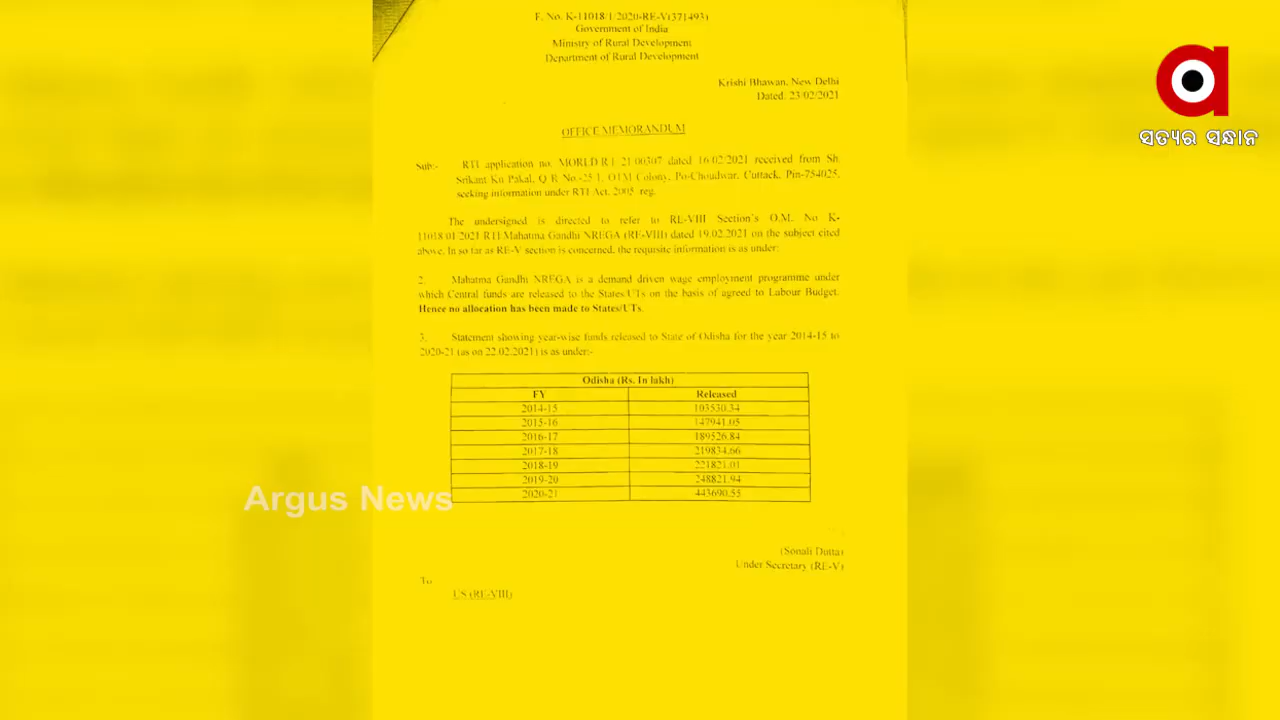 F. No. K-11018/1/2020-RE-V(371493)
Government of India
Ministry of Rural Development
Department of Rural Development
Krishi Bhawan, New Delhi
Dated: 23/02/2021
OFFICE MEMORANDUM
Sub:- RTI application no. MORLD/R/T/21/00307 dated 16/02/2021 received from Sh.
Srikant Ku Pakal, Q/R No.-25/1, OTM Colony, Po-Choudwar, Cuttack, Pin-754025,
seeking information under RTI Act, 2005 -reg.
The undersigned is directed to refer to RE-VIII Section's O.M. No K-
11018/01/2021 RTI/Mahatma Gandhi NREGA (RE-VIII) dated 19.02.2021 on the subject cited
above. In so far as RE-V section is concerned, the requisite information is as under:
2. Mahatma Gandhi NREGA is a demand driven wage employment programme under
which Central funds are released to the States/UTs on the basis of agreed to Labour Budget.
Hence no allocation has been made to States/UTs.
3. Statement showing year-wise funds released to State of Odisha for the year 2014-15 to
2020-21 (as on 22.02.2021) is as under:-
Odisha (Rs. In lakh)
FY Released
2014-15 103530.34
2015-16 147941.05
2016-17 189526.84
2017-18 219834.66
2018-19 221821.01
2019-20 248821.94
2020-21 443690.55
(Sonali Dutta)
Under Secretary (RE-V)
To
US (RE-VIII)
Argus News
a
ସତ୍ୟର ସନ୍ଧାନ